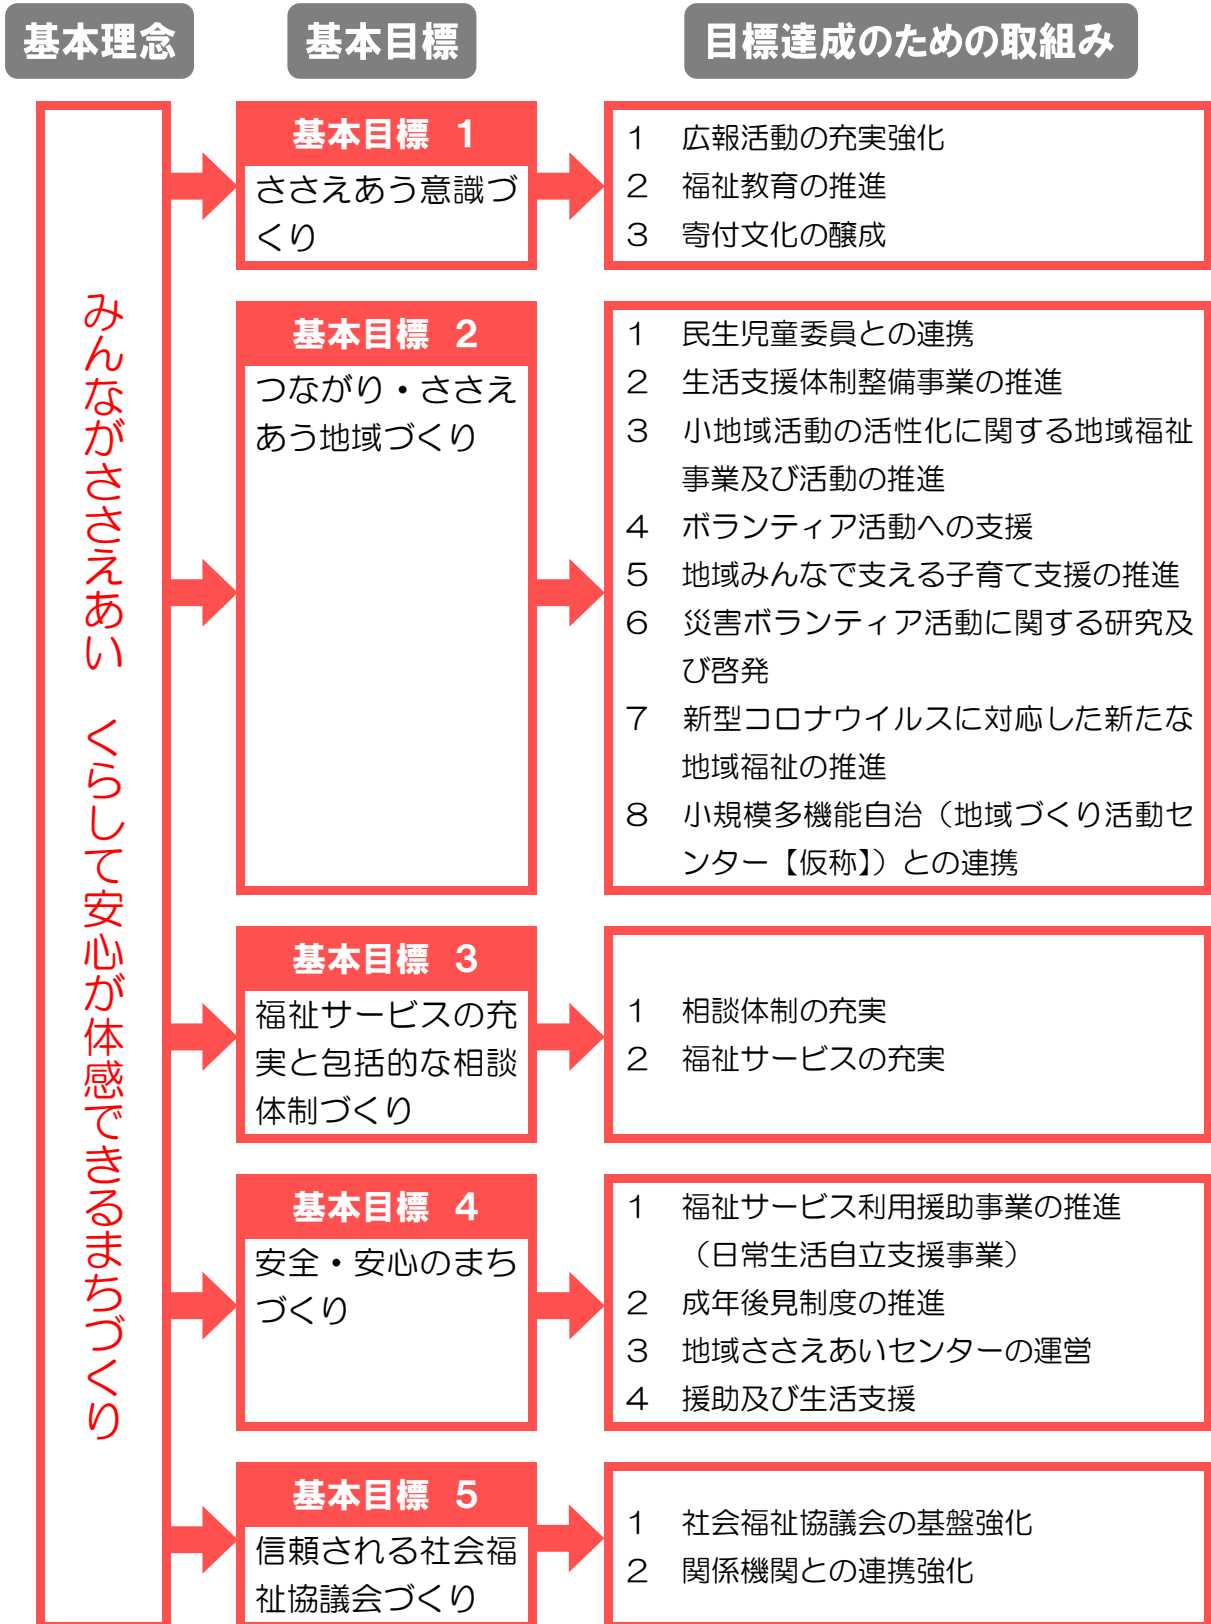 基本理念
基本目標
目標達成のための取組み
みんながささえあい　くらして安心が体感できるまちづくり
基本目標 1
ささえあう意識づ
くり
1　広報活動の充実強化
2　福祉教育の推進
3　寄付文化の醸成
基本目標 2
つながり・ささえ
あう地域づくり
1　民生児童委員との連携
2　生活支援体制整備事業の推進
3　小地域活動の活性化に関する地域福祉
事業及び活動の推進
4　ボランティア活動への支援
5　地域みんなで支える子育て支援の推進
6　災害ボランティア活動に関する研究及
び啓発
7　新型コロナウイルスに対応した新たな
地域福祉の推進
8　小規模多機能自治（地域づくり活動セ
ンター【仮称】）との連携
基本目標 3
福祉サービスの充
実と包括的な相談
体制づくり
1　相談体制の充実
2　福祉サービスの充実
基本目標 4
安全・安心のまち
づくり
1　福祉サービス利用援助事業の推進
（日常生活自立支援事業）
2　成年後見制度の推進
3　地域ささえあいセンターの運営
4　援助及び生活支援
基本目標 5
信頼される社会福
祉協議会づくり
1　社会福祉協議会の基盤強化
2　関係機関との連携強化